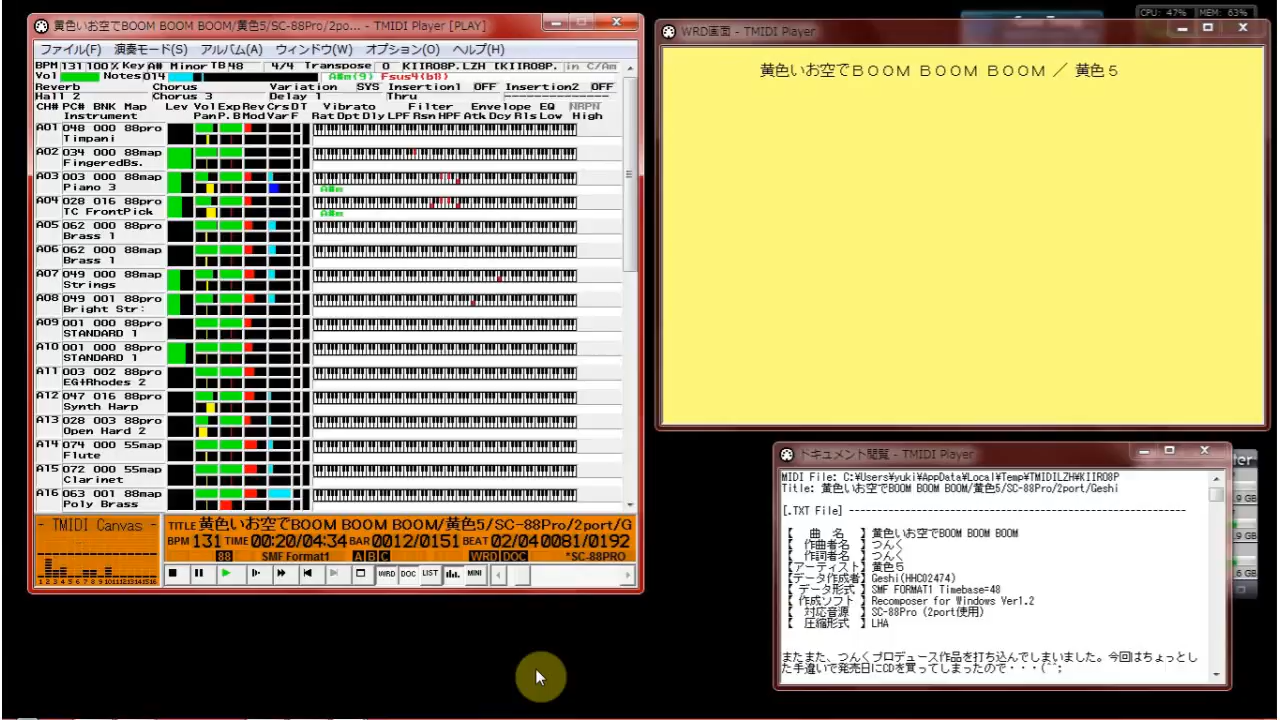 CPU: 47% MEM: 63%
黄色いお空でBOOM BOOM BOOM/黄色5/SC-88Pro/2po... - TMIDI Player [PLAY]
ファイル(F) 演奏モード(S) アルバム(A) ウィンドウ(W) オプション(O) ヘルプ(H)
BPM 131 100% Key A# Minor TB 48 4/4 Transpose 0 KIIRO8P.LZH [KIIRO8P. in C/Am
Vol Notes 014 A#m(9) Fsus4(b8)
Reverb Chorus Variation SYS Insertion1 OFF Insertion2 OFF
Hall 2 Chorus 3 Delay 1 Thru
CH# PC# BNK Map Lev Vol Exp Rev Crs DT Vibrato Filter Envelope EQ NRPN
Instrument Pan P.B Mod Var F Rat Dpt Dly LPF Rsn HPF Atk Dcy Rls Low High
A01 048 000 88pro
Timpani
A02 034 000 88map
FingeredBs.
A03 003 000 88map
Piano 3
A#m
A04 028 016 88pro
TC FrontPick
A#m
A05 062 000 88map
Brass 1
A06 062 000 88map
Brass 1
A07 049 000 88map
Strings
A08 049 001 88pro
Bright Str:
A09 001 000 88pro
STANDARD 1
A10 001 000 88pro
STANDARD 1
A11 003 002 88pro
EG+Rhodes 2
A12 047 016 88pro
Synth Harp
A13 028 003 88pro
Open Hard 2
A14 074 000 55map
Flute
A15 072 000 55map
Clarinet
A16 063 001 88pro
Poly Brass
- TMIDI Canvas -
TITLE 黄色いお空でBOOM BOOM BOOM/黄色5/SC-88Pro/2port/G
BPM 131 TIME 00:20/04:34 BAR 0012/0151 BEAT 02/04 0081/0192
88 SMF Format1 A B C WRD DOC *SC-88PRO
WRD DOC LIST MINI
WRD画面 - TMIDI Player
黄色いお空でＢＯＯＭ ＢＯＯＭ ＢＯＯＭ ／ 黄色５
ドキュメント閲覧 - TMIDI Player
MIDI File: C:¥Users¥yuki¥AppData¥Local¥Temp¥TMIDILZH¥KIIRO8P
Title: 黄色いお空でBOOM BOOM BOOM/黄色5/SC-88Pro/2port/Geshi
[.TXT File] --------------------------------------------------------
【 曲 名 】黄色いお空でBOOM BOOM BOOM
【 作曲者名 】つんく
【 作詞者名 】つんく
【アーティスト】黄色５
【データ作成者】Geshi(HHC02474)
【 データ形式 】SMF FORMAT1 Timebase=48
【 作成ソフト 】Recomposer for Windows Ver1.2
【 対応音源 】SC-88Pro (2port使用)
【 圧縮形式 】LHA
またまた、つんくプロデュース作品を打ち込んでしまいました。今回はちょっとし
た手違いで発売日にCDを買ってしまったので・・・(^^;